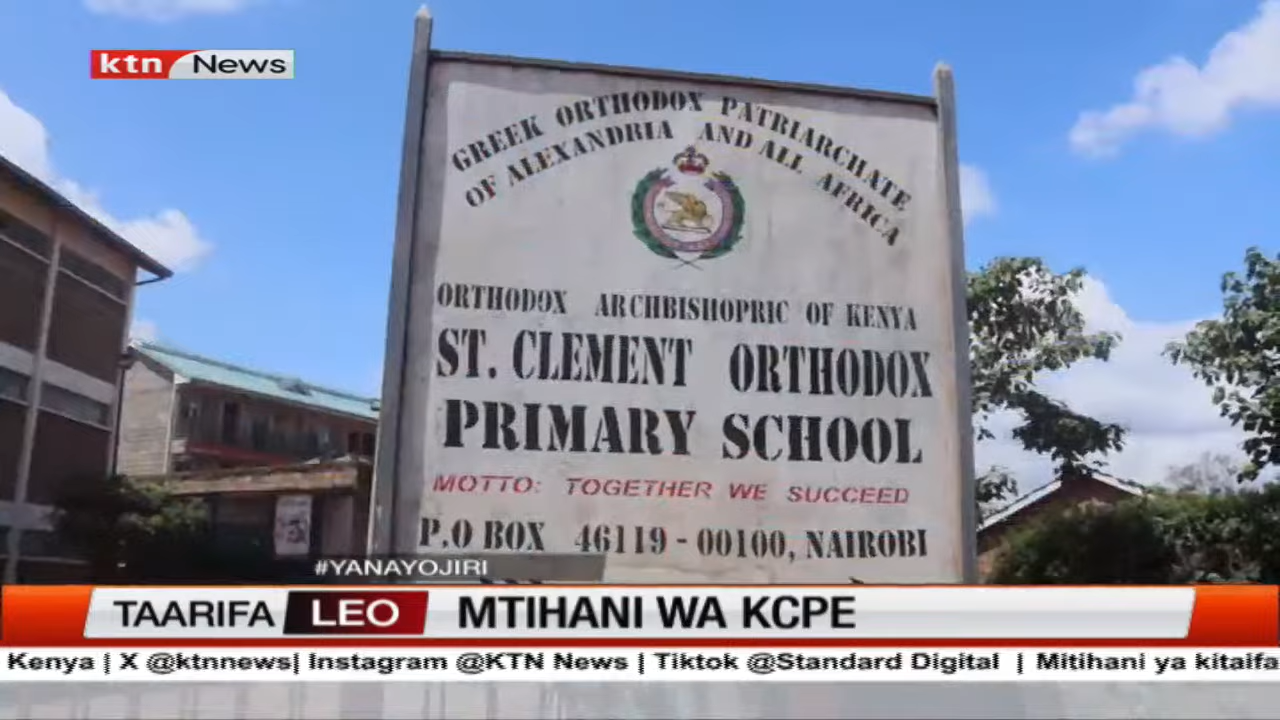 ktn News
GREEK ORTHODOX PATRIARCHATE
OF ALEXANDRIA AND ALL AFRICA
ORTHODOX ARCHBISHOPRIC OF KENYA
ST. CLEMENT ORTHODOX
PRIMARY SCHOOL
MOTTO: TOGETHER WE SUCCEED
P.O BOX 46119 - 00100, NAIROBI
#YANAYOJIRI
TAARIFA LEO MTIHANI WA KCPE
Kenya | X @ktnnews| Instagram @KTN News | Tiktok @Standard Digital | Mitihani ya kitaifa